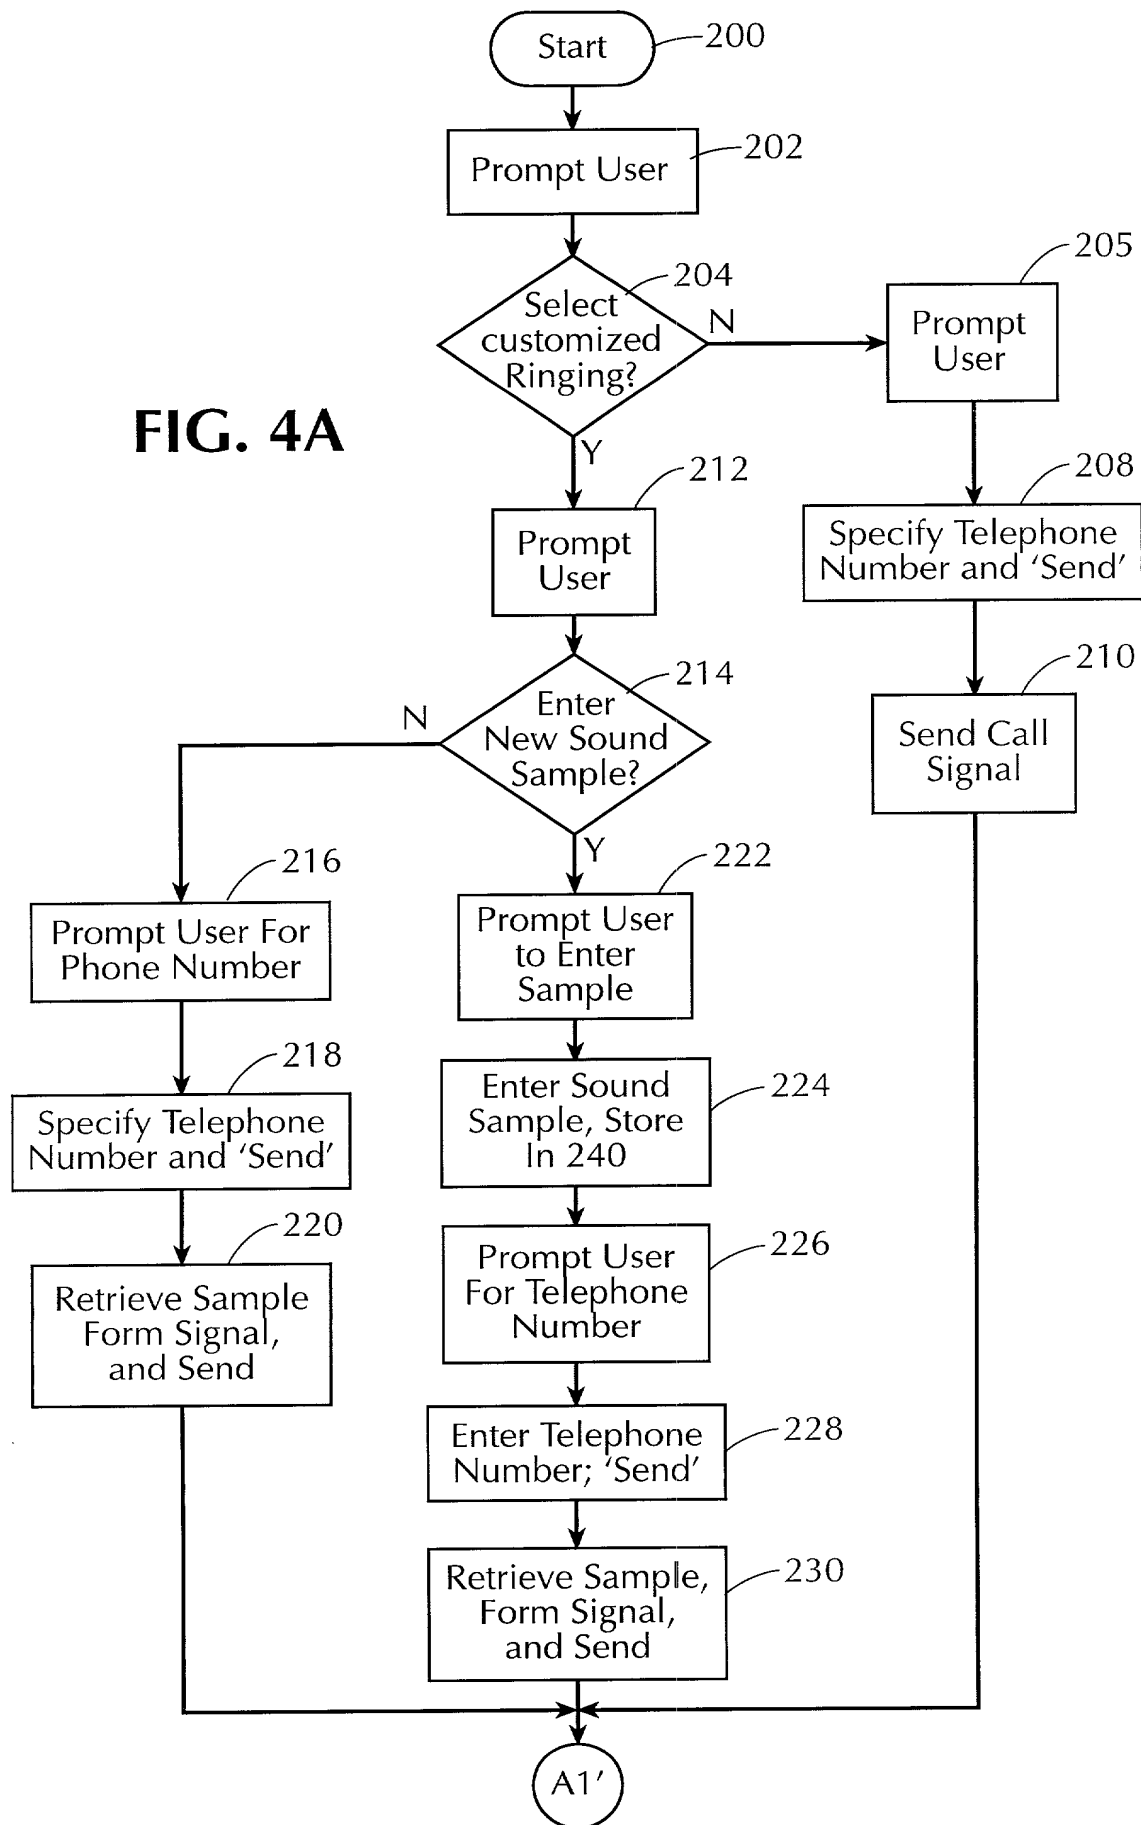 Start
200
Prompt User
202
Select
customized
Ringing?
204
N
Y
205
Prompt
User
FIG. 4A
212
Prompt
User
208
Specify Telephone
Number and ‘Send’
210
Send Call
Signal
214
Enter
New Sound
Sample?
N
Y
216
Prompt User For
Phone Number
222
Prompt User
to Enter
Sample
218
Specify Telephone
Number and ‘Send’
224
Enter Sound
Sample, Store
In 240
220
Retrieve Sample
Form Signal,
and Send
226
Prompt User
For Telephone
Number
228
Enter Telephone
Number; ‘Send’
230
Retrieve Sample,
Form Signal,
and Send
A1′